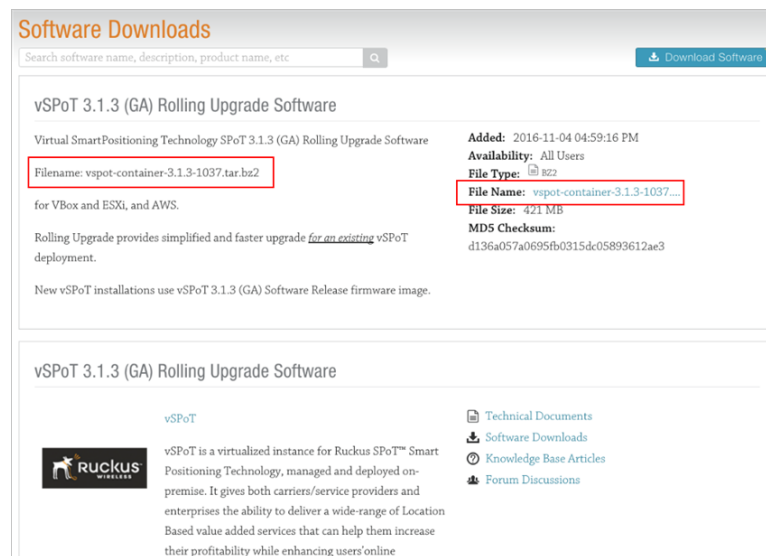 Software Downloads
Search software name, description, product name, etc
Download Software
vSPoT 3.1.3 (GA) Rolling Upgrade Software
Virtual SmartPositioning Technology SPoT 3.1.3 (GA) Rolling Upgrade Software
Filename: vspot-container-3.1.3-1037.tar.bz2
for VBox and ESXi, and AWS.
Rolling Upgrade provides simplified and faster upgrade for an existing vSPoT
deployment.
New vSPoT installations use vSPoT 3.1.3 (GA) Software Release firmware image.
Added: 2016-11-04 04:59:16 PM
Availability: All Users
File Type: BZ2
File Name: vspot-container-3.1.3-1037....
File Size: 421 MB
MD5 Checksum:
d136a057a0695fb0315dc05893612ae3
vSPoT 3.1.3 (GA) Rolling Upgrade Software
Ruckus
WIRELESS
vSPoT
vSPoT is a virtualized instance for Ruckus SPoT™ Smart
Positioning Technology, managed and deployed on-
premise. It gives both carriers/service providers and
enterprises the ability to deliver a wide-range of Location
Based value added services that can help them increase
their profitability while enhancing users'online
Technical Documents
Software Downloads
Knowledge Base Articles
Forum Discussions